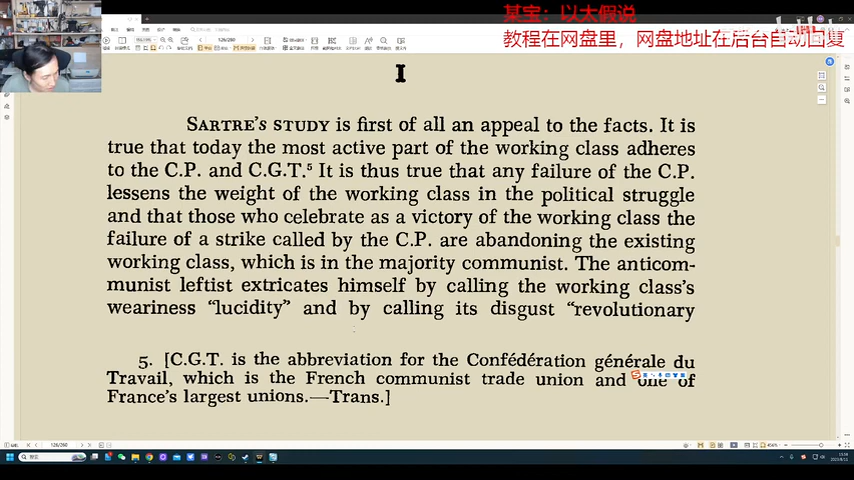 某宝：以太假说
教程在网盘里，网盘地址在后台自动回复
I
SARTRE'S STUDY is first of all an appeal to the facts. It is
true that today the most active part of the working class adheres
to the C.P. and C.G.T.⁵ It is thus true that any failure of the C.P.
lessens the weight of the working class in the political struggle
and that those who celebrate as a victory of the working class the
failure of a strike called by the C.P. are abandoning the existing
working class, which is in the majority communist. The anticom-
munist leftist extricates himself by calling the working class's
weariness “lucidity” and by calling its disgust “revolutionary
5. [C.G.T. is the abbreviation for the Confédération générale du
Travail, which is the French communist trade union and one of
France's largest unions.—Trans.]
126/260